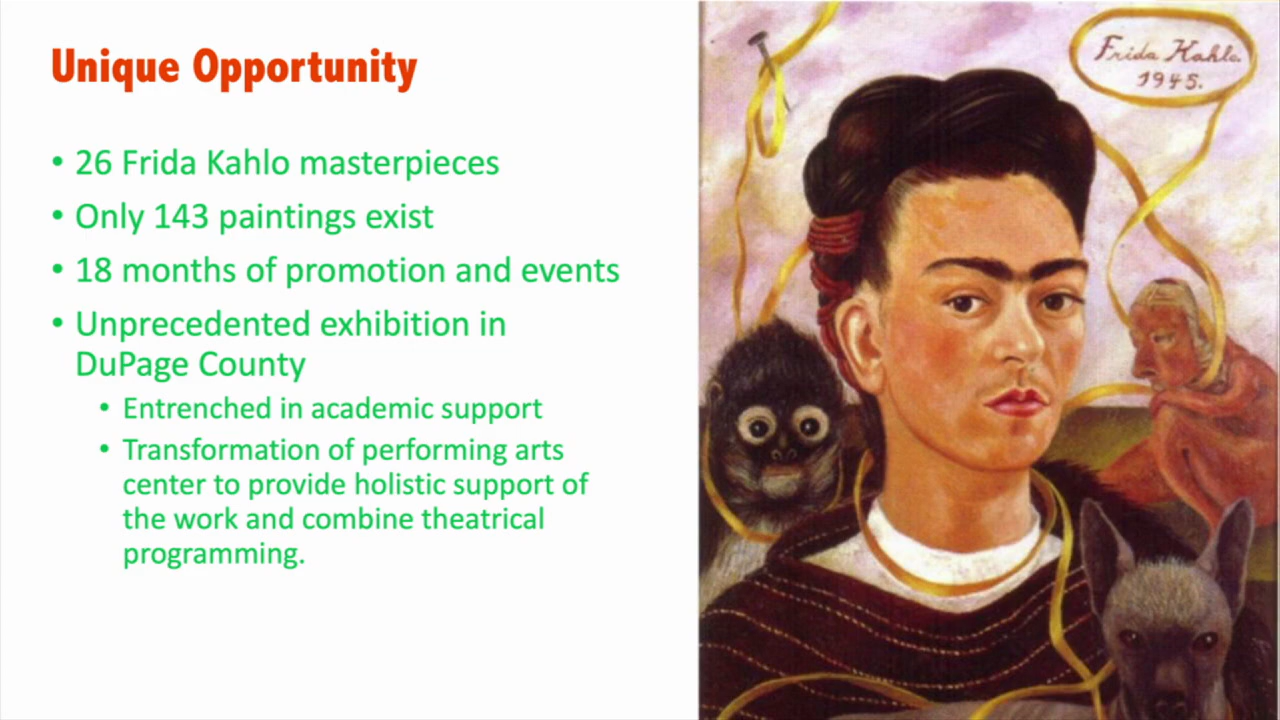 Unique Opportunity
• 26 Frida Kahlo masterpieces
• Only 143 paintings exist
• 18 months of promotion and events
• Unprecedented exhibition in
DuPage County
• Entrenched in academic support
• Transformation of performing arts
center to provide holistic support of
the work and combine theatrical
programming.
Frida Kahlo.
1945.